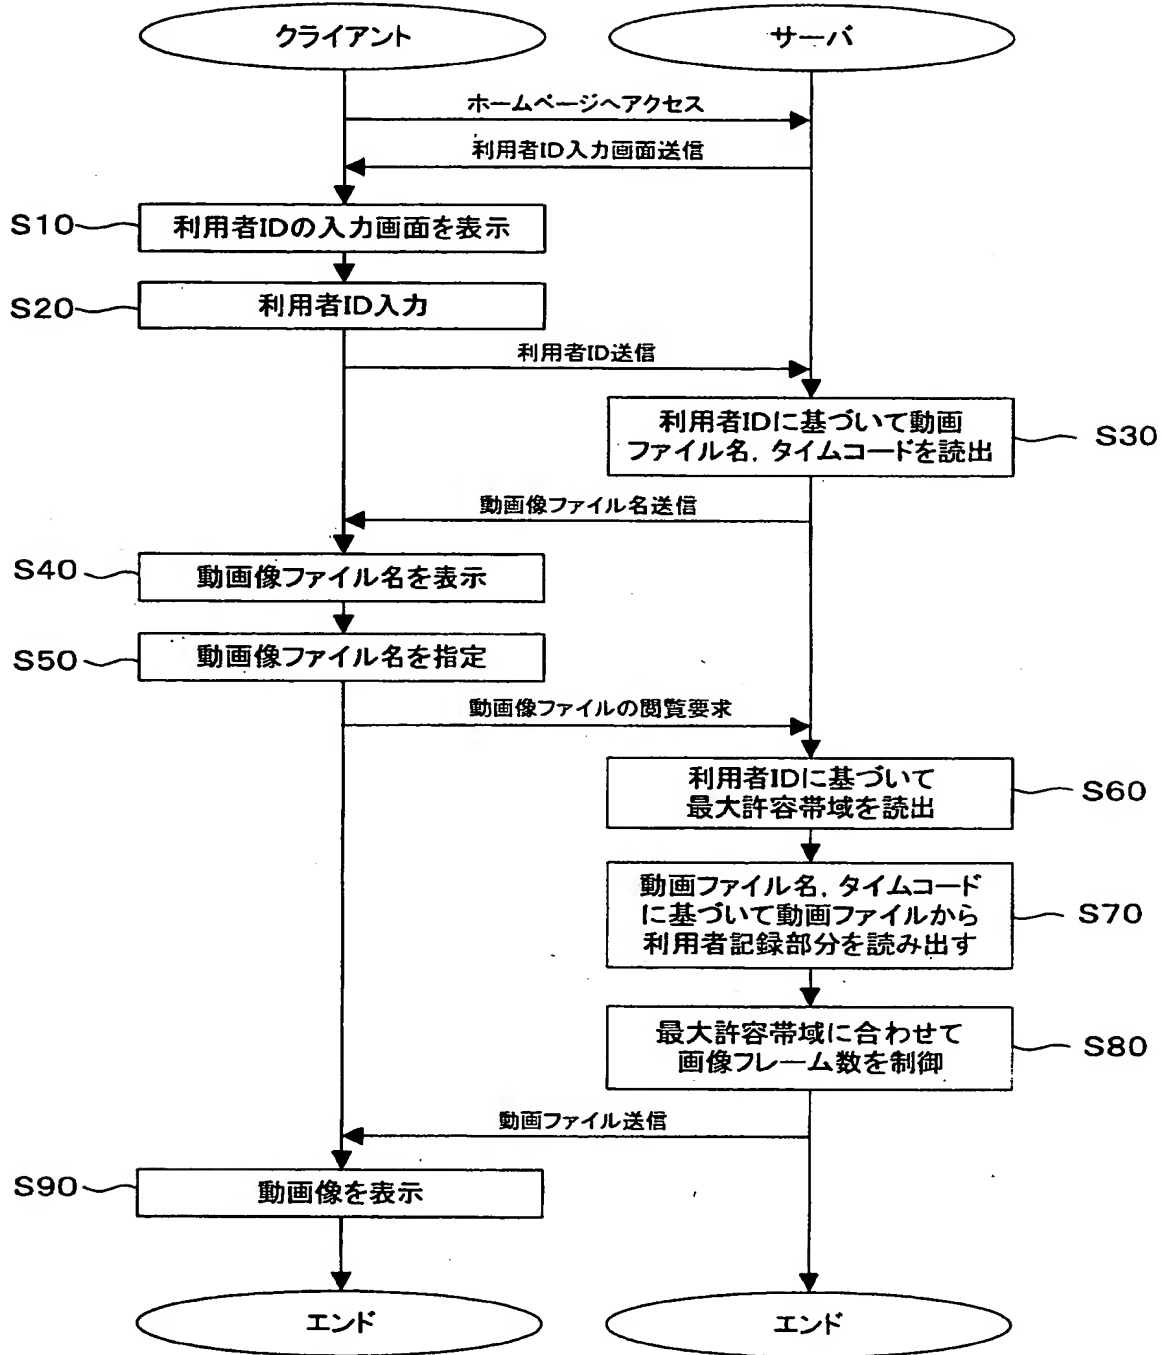 クライアント
サーバ
ホームページへアクセス
利用者ID入力画面送信
S10
利用者IDの入力画面を表示
S20
利用者ID入力
利用者ID送信
利用者IDに基づいて動画
ファイル名, タイムコードを読出
S30
動画像ファイル名送信
S40
動画像ファイル名を表示
S50
動画像ファイル名を指定
動画像ファイルの閲覧要求
利用者IDに基づいて
最大許容帯域を読出
S60
動画ファイル名, タイムコード
に基づいて動画ファイルから
利用者記録部分を読み出す
S70
最大許容帯域に合わせて
画像フレーム数を制御
S80
動画ファイル送信
S90
動画像を表示
エンド
エンド